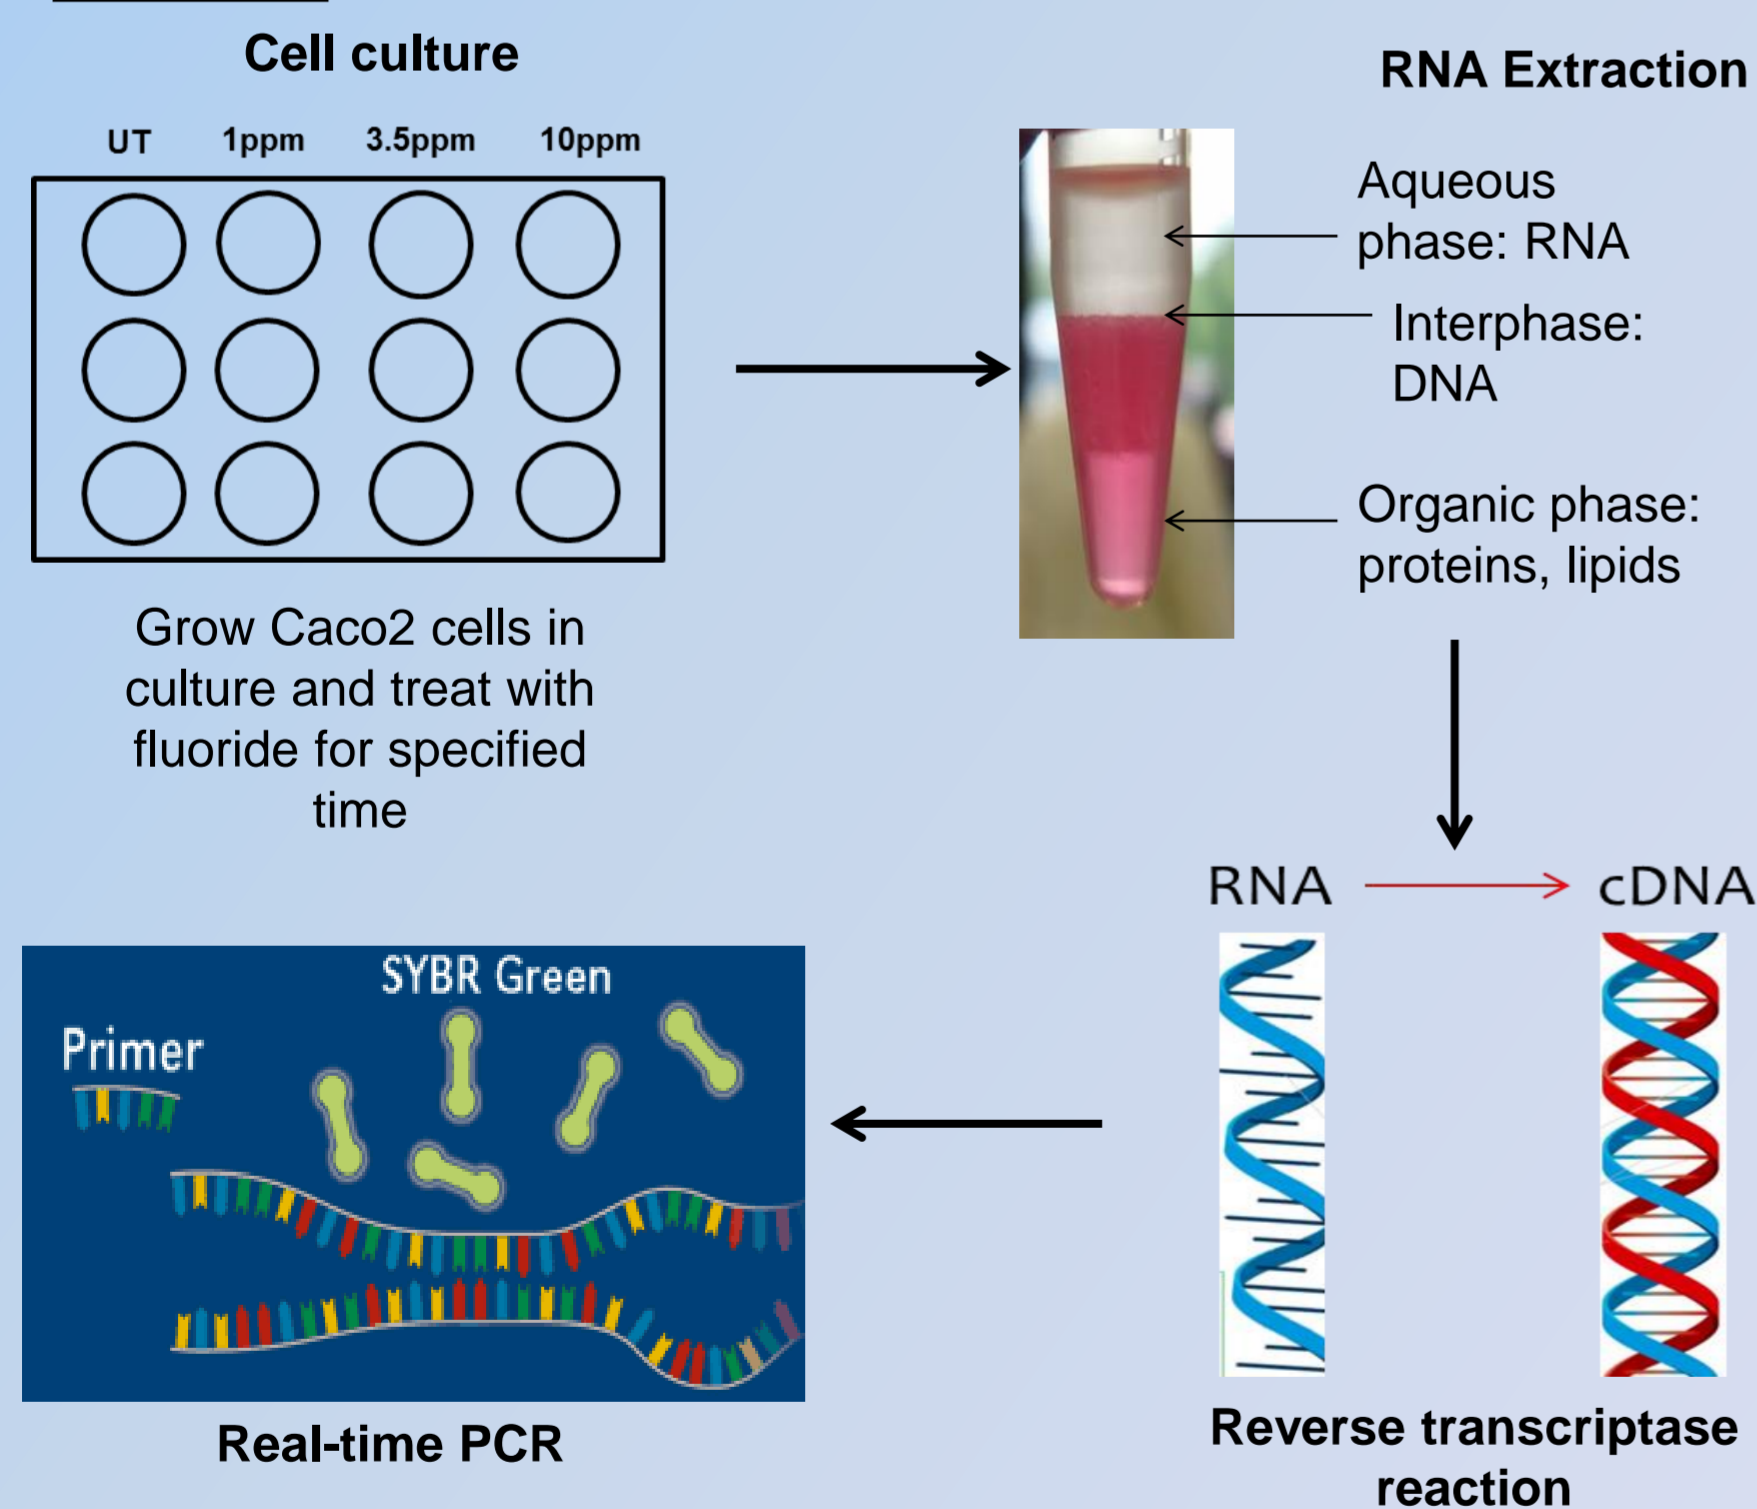 Cell culture
UT 1ppm 3.5ppm 10ppm
Grow Caco2 cells in
culture and treat with
fluoride for specified
time
RNA Extraction
Aqueous
phase: RNA
Interphase:
DNA
Organic phase:
proteins, lipids
RNA cDNA
Reverse transcriptase
reaction
SYBR Green
Primer
Real-time PCR